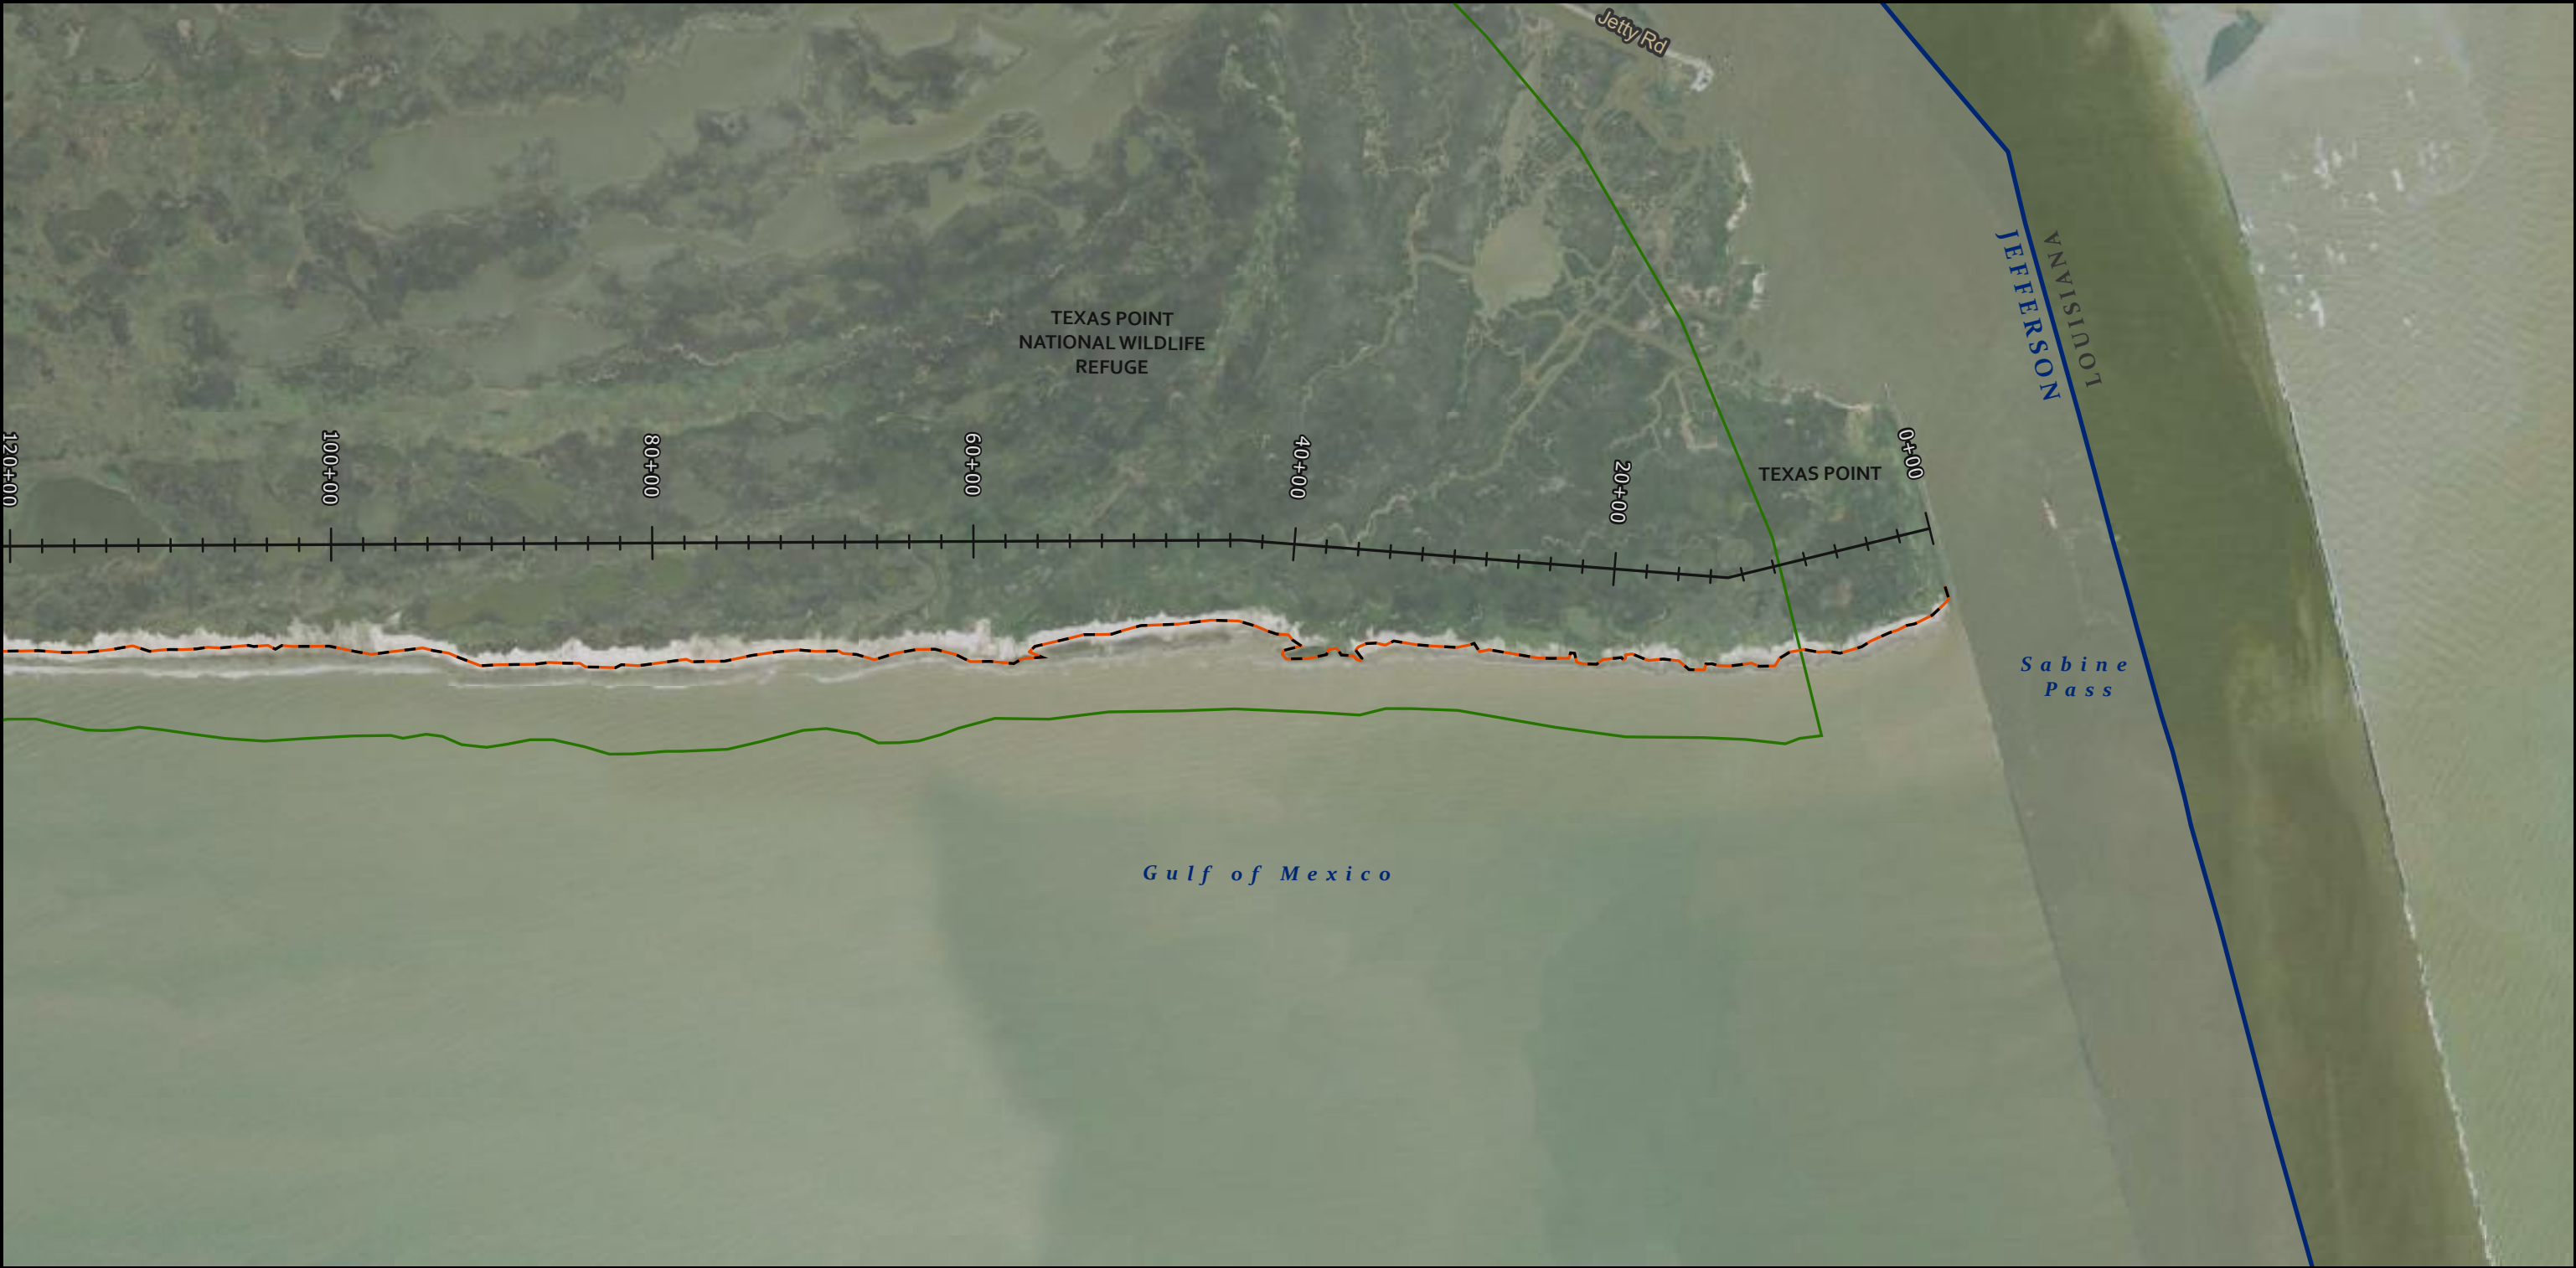 Jetty Rd
JEFFERSON
LOUISIANA
TEXAS POINT
NATIONAL WILDLIFE
REFUGE
120+00
100+00
80+00
60+00
40+00
20+00
0+00
TEXAS POINT
Sabine
Pass
Gulf of Mexico